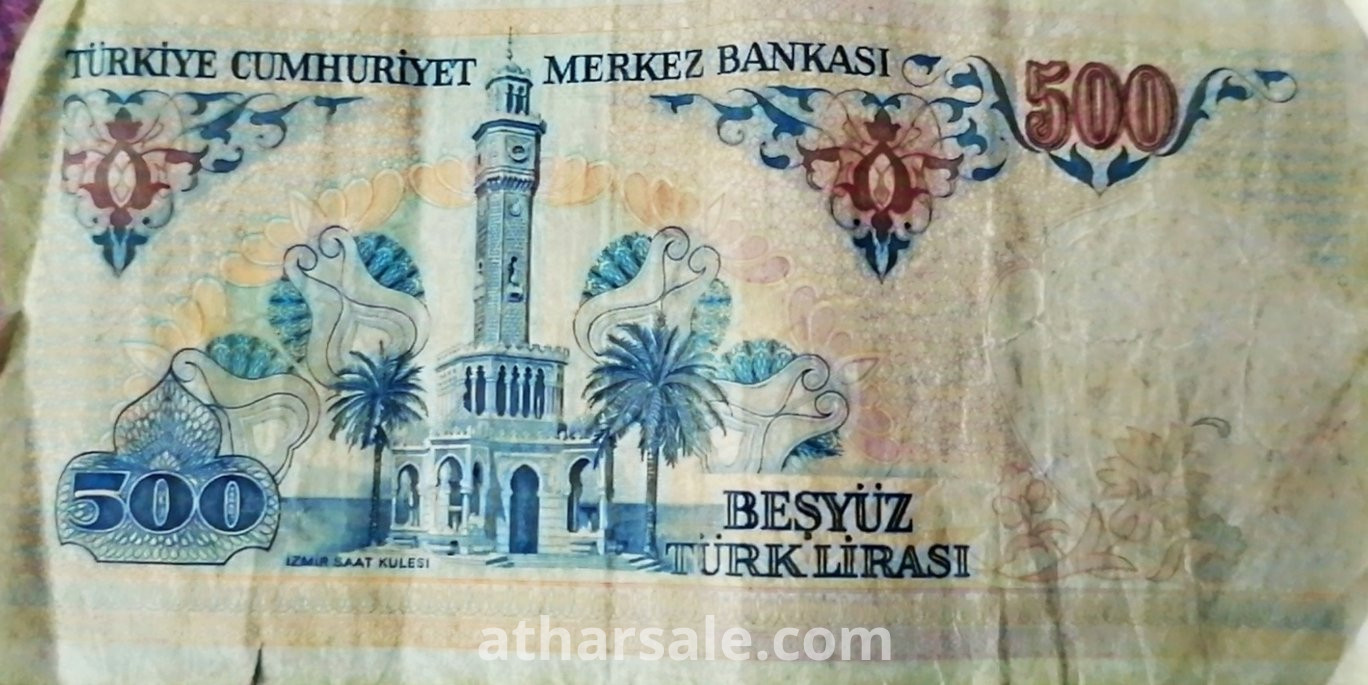 TÜRKİYE CUMHURİYET MERKEZ BANKASI
500
500
İZMİR SAAT KULESİ
BEŞYÜZ
TÜRK LİRASI
atharsale.com